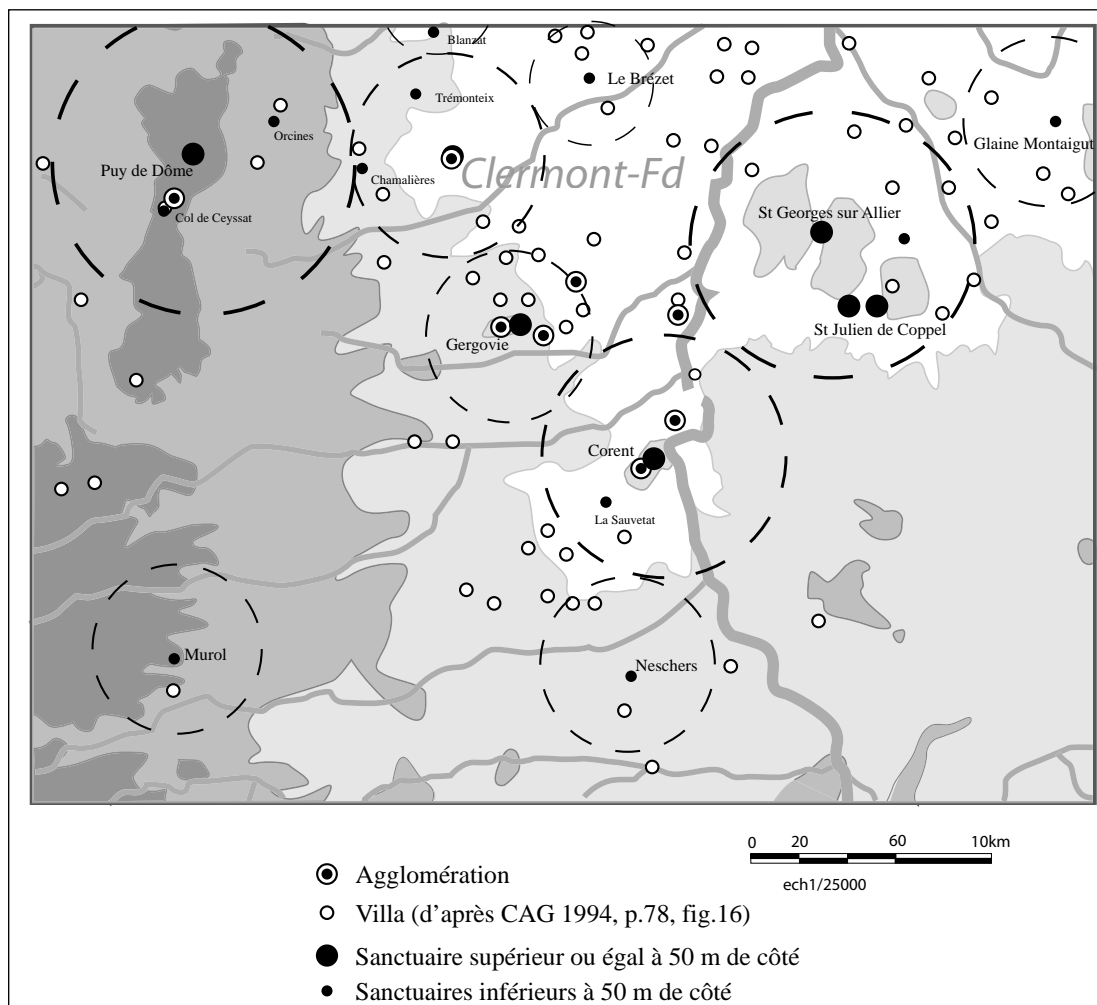 Blanzat
Le Brézet
Trémonteix
Orcines
Glaine Montaigut
Puy de Dôme
Chamalières
Clermont-Fd
Col de Ceyssat
St Georges sur Allier
St Julien de Coppel
Gergovie
Corent
La Sauvetat
Murol
Neschers
0 20 60 10km
ech1/25000
Agglomération
Villa (d'après CAG 1994, p.78, fig.16)
Sanctuaire supérieur ou égal à 50 m de côté
Sanctuaires inférieurs à 50 m de côté